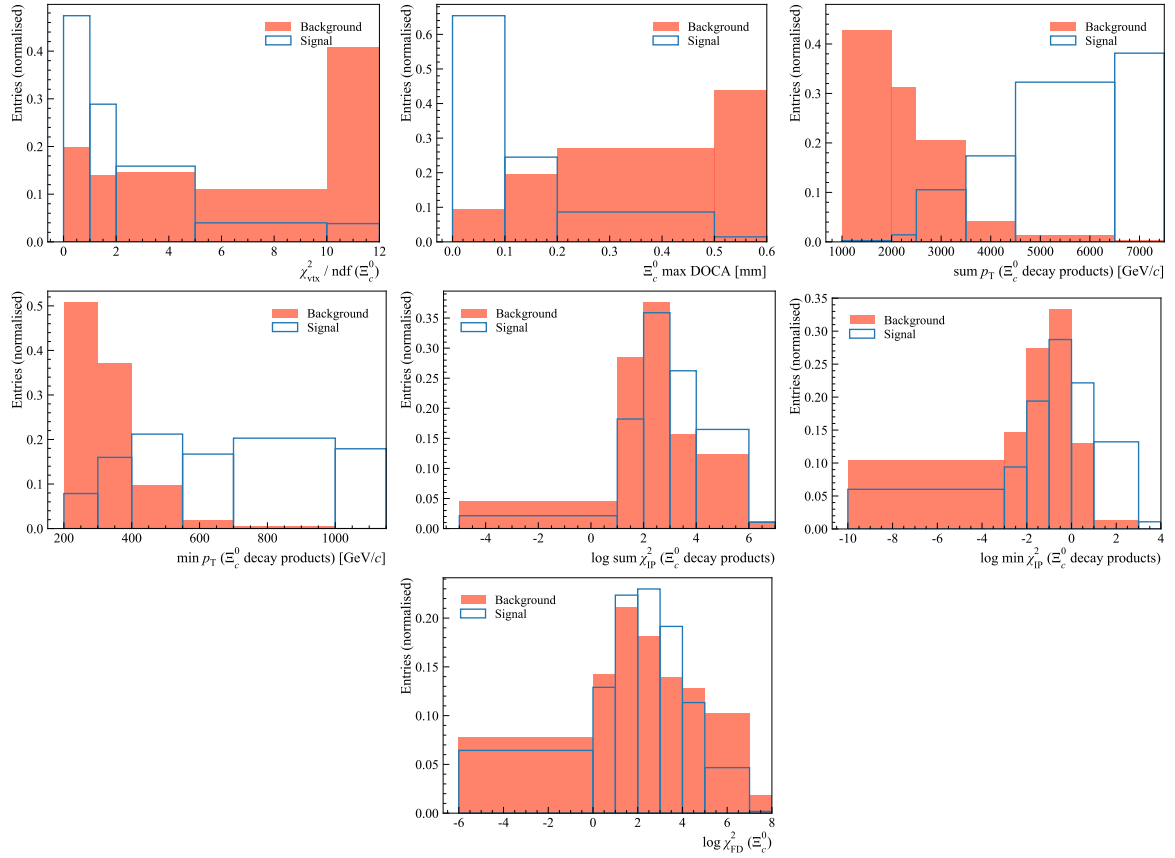 Entries (normalised)
0.4
0.3
0.2
0.1
0.0
Background
Signal
0 2 4 6 8 10 12
χ²vtx / ndf (Ξ⁰c)
Entries (normalised)
0.7
0.6
0.5
0.4
0.3
0.2
0.1
0.0
Background
Signal
0.0 0.1 0.2 0.3 0.4 0.5 0.6
Ξ⁰c max DOCA [mm]
Entries (normalised)
0.4
0.3
0.2
0.1
0.0
Background
Signal
1000 2000 3000 4000 5000 6000 7000
sum pT (Ξ⁰c decay products) [GeV/c]
Entries (normalised)
0.5
0.4
0.3
0.2
0.1
0.0
Background
Signal
200 400 600 800 1000
min pT (Ξ⁰c decay products) [GeV/c]
Entries (normalised)
0.35
0.30
0.25
0.20
0.15
0.10
0.05
0.00
Background
Signal
-4 -2 0 2 4 6
log sum χ²IP (Ξ⁰c decay products)
Entries (normalised)
0.35
0.30
0.25
0.20
0.15
0.10
0.05
0.00
Background
Signal
-10 -8 -6 -4 -2 0 2 4
log min χ²IP (Ξ⁰c decay products)
Entries (normalised)
0.20
0.15
0.10
0.05
0.00
Background
Signal
-6 -4 -2 0 2 4 6 8
log χ²FD (Ξ⁰c)